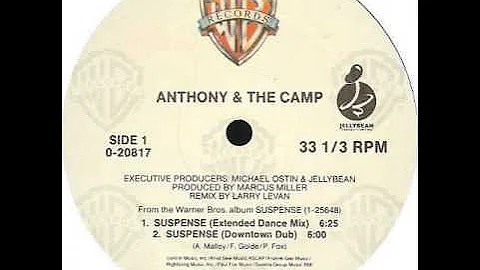 RECORDS
ANTHONY & THE CAMP
JELLYBEAN
SIDE 1
0-20817
33 1/3 RPM
EXECUTIVE PRODUCERS: MICHAEL OSTIN & JELLYBEAN
PRODUCED BY MARCUS MILLER
REMIX BY LARRY LEVAN
From the Warner Bros. album SUSPENSE (1-25648)
1. SUSPENSE (Extended Dance Mix) 6:25
2. SUSPENSE (Downtown Dub) 6:00
(A. Malloy/F. Golde/P. Fox)